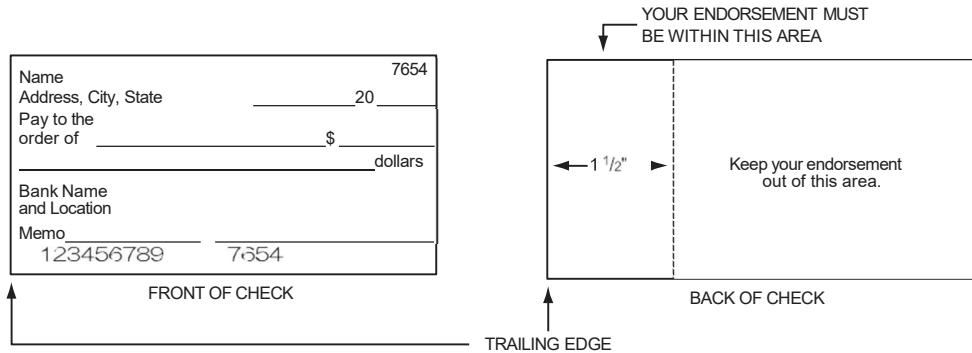 YOUR ENDORSEMENT MUST
BE WITHIN THIS AREA
Name 7654
Address, City, State 20
Pay to the
order of $
dollars
Bank Name
and Location
Memo
123456789 7654
FRONT OF CHECK
1 1/2"
Keep your endorsement
out of this area.
BACK OF CHECK
TRAILING EDGE